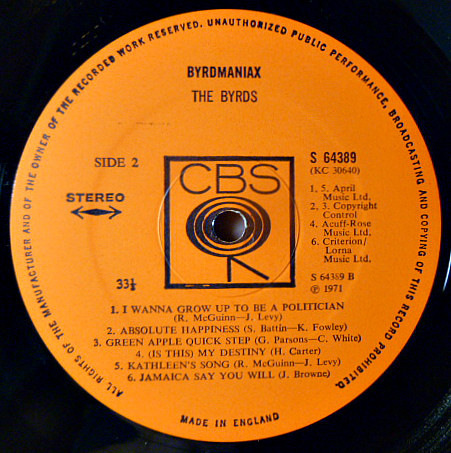 ALL RIGHTS OF THE MANUFACTURER AND OF THE OWNER OF THE RECORDED WORK RESERVED. UNAUTHORIZED PUBLIC PERFORMANCE, BROADCASTING AND COPYING OF THIS RECORD PROHIBITED.
BYRDMANIAX
THE BYRDS
SIDE 2
STEREO
33⅓
CBS
S 64389
(KC 30640)
1, 5. April
Music Ltd.
2, 3. Copyright
Control
4. Acuff-Rose
Music Ltd.
6. Criterion/
Lorna
Music Ltd.
S 64389 B
℗ 1971
1. I WANNA GROW UP TO BE A POLITICIAN
(R. McGuinn—J. Levy)
2. ABSOLUTE HAPPINESS (S. Battin—K. Fowley)
3. GREEN APPLE QUICK STEP (G. Parsons—C. White)
4. (IS THIS) MY DESTINY (H. Carter)
5. KATHLEEN'S SONG (R. McGuinn—J. Levy)
6. JAMAICA SAY YOU WILL (J. Browne)
MADE IN ENGLAND